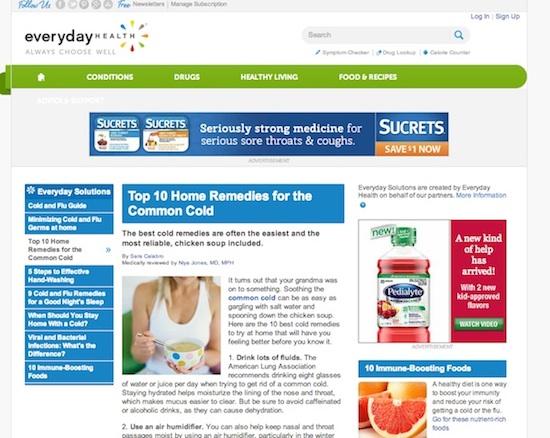 Follow Us
Free Newsletters | Manage Subscription
Log In | Sign Up
everyday HEALTH
ALWAYS CHOOSE WELL
Search
Symptom Checker Drug Lookup Calorie Counter
CONDITIONS DRUGS HEALTHY LIVING FOOD & RECIPES
ADVICE & SUPPORT
SUCRETS SUCRETS
Seriously strong medicine for
serious sore throats & coughs.
SUCRETS
SAVE $1 NOW
ADVERTISEMENT
Everyday Solutions
Cold and Flu Guide
Minimizing Cold and Flu
Germs at home
Top 10 Home
Remedies for the
Common Cold »
5 Steps to Effective
Hand-Washing
9 Cold and Flu Remedies
for a Good Night's Sleep
When Should You Stay
Home With a Cold?
Viral and Bacterial
Infections: What's the
Difference?
10 Immune-Boosting
Foods
Top 10 Home Remedies for the
Common Cold
The best cold remedies are often the easiest and the
most reliable, chicken soup included.
By Sara Calabro
Medically reviewed by Niya Jones, MD, MPH
It turns out that your grandma was
on to something. Soothing the
common cold can be as easy as
gargling with salt water and
spooning down the chicken soup.
Here are the 10 best cold remedies
to try at home that will have you
feeling better before you know it.
1. Drink lots of fluids. The
American Lung Association
recommends drinking eight glasses
of water or juice per day when trying to get rid of a common cold.
Staying hydrated helps moisturize the lining of the nose and throat,
which makes mucus easier to clear. But be sure to avoid caffeinated
or alcoholic drinks, as they can cause dehydration.
2. Use an air humidifier. You can also help keep nasal and throat
passages moist by using an air humidifier, particularly in the winter
Everyday Solutions are created by Everyday
Health on behalf of our partners. More Information
new!
Pedialyte
A new kind
of help
has
arrived!
With 2 new
kid-approved
flavors
WATCH VIDEO
ADVERTISEMENT
10 Immune-Boosting Foods
A healthy diet is one way
to boost your immunity
and reduce your risk of
getting a cold or the flu.
Go for these nutrient-rich
foods.